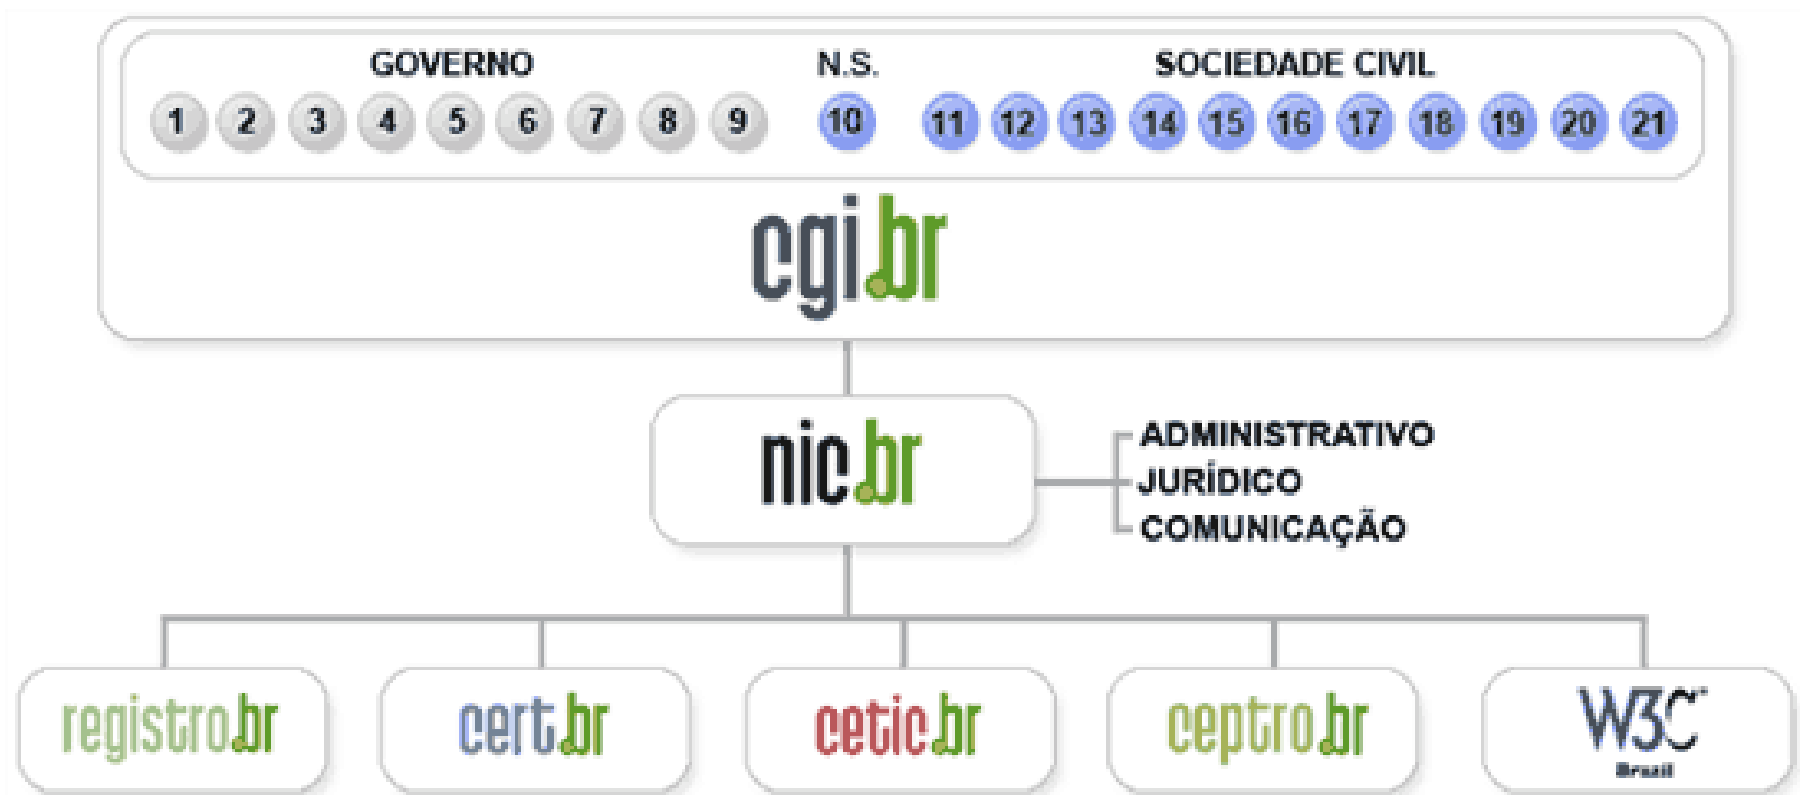 GOVERNO N.S. SOCIEDADE CIVIL
1 2 3 4 5 6 7 8 9 10 11 12 13 14 15 16 17 18 19 20 21
cgi.br
nic.br
ADMINISTRATIVO
JURÍDICO
COMUNICAÇÃO
registro.br cert.br cetic.br ceptro.br W3C
Brazil